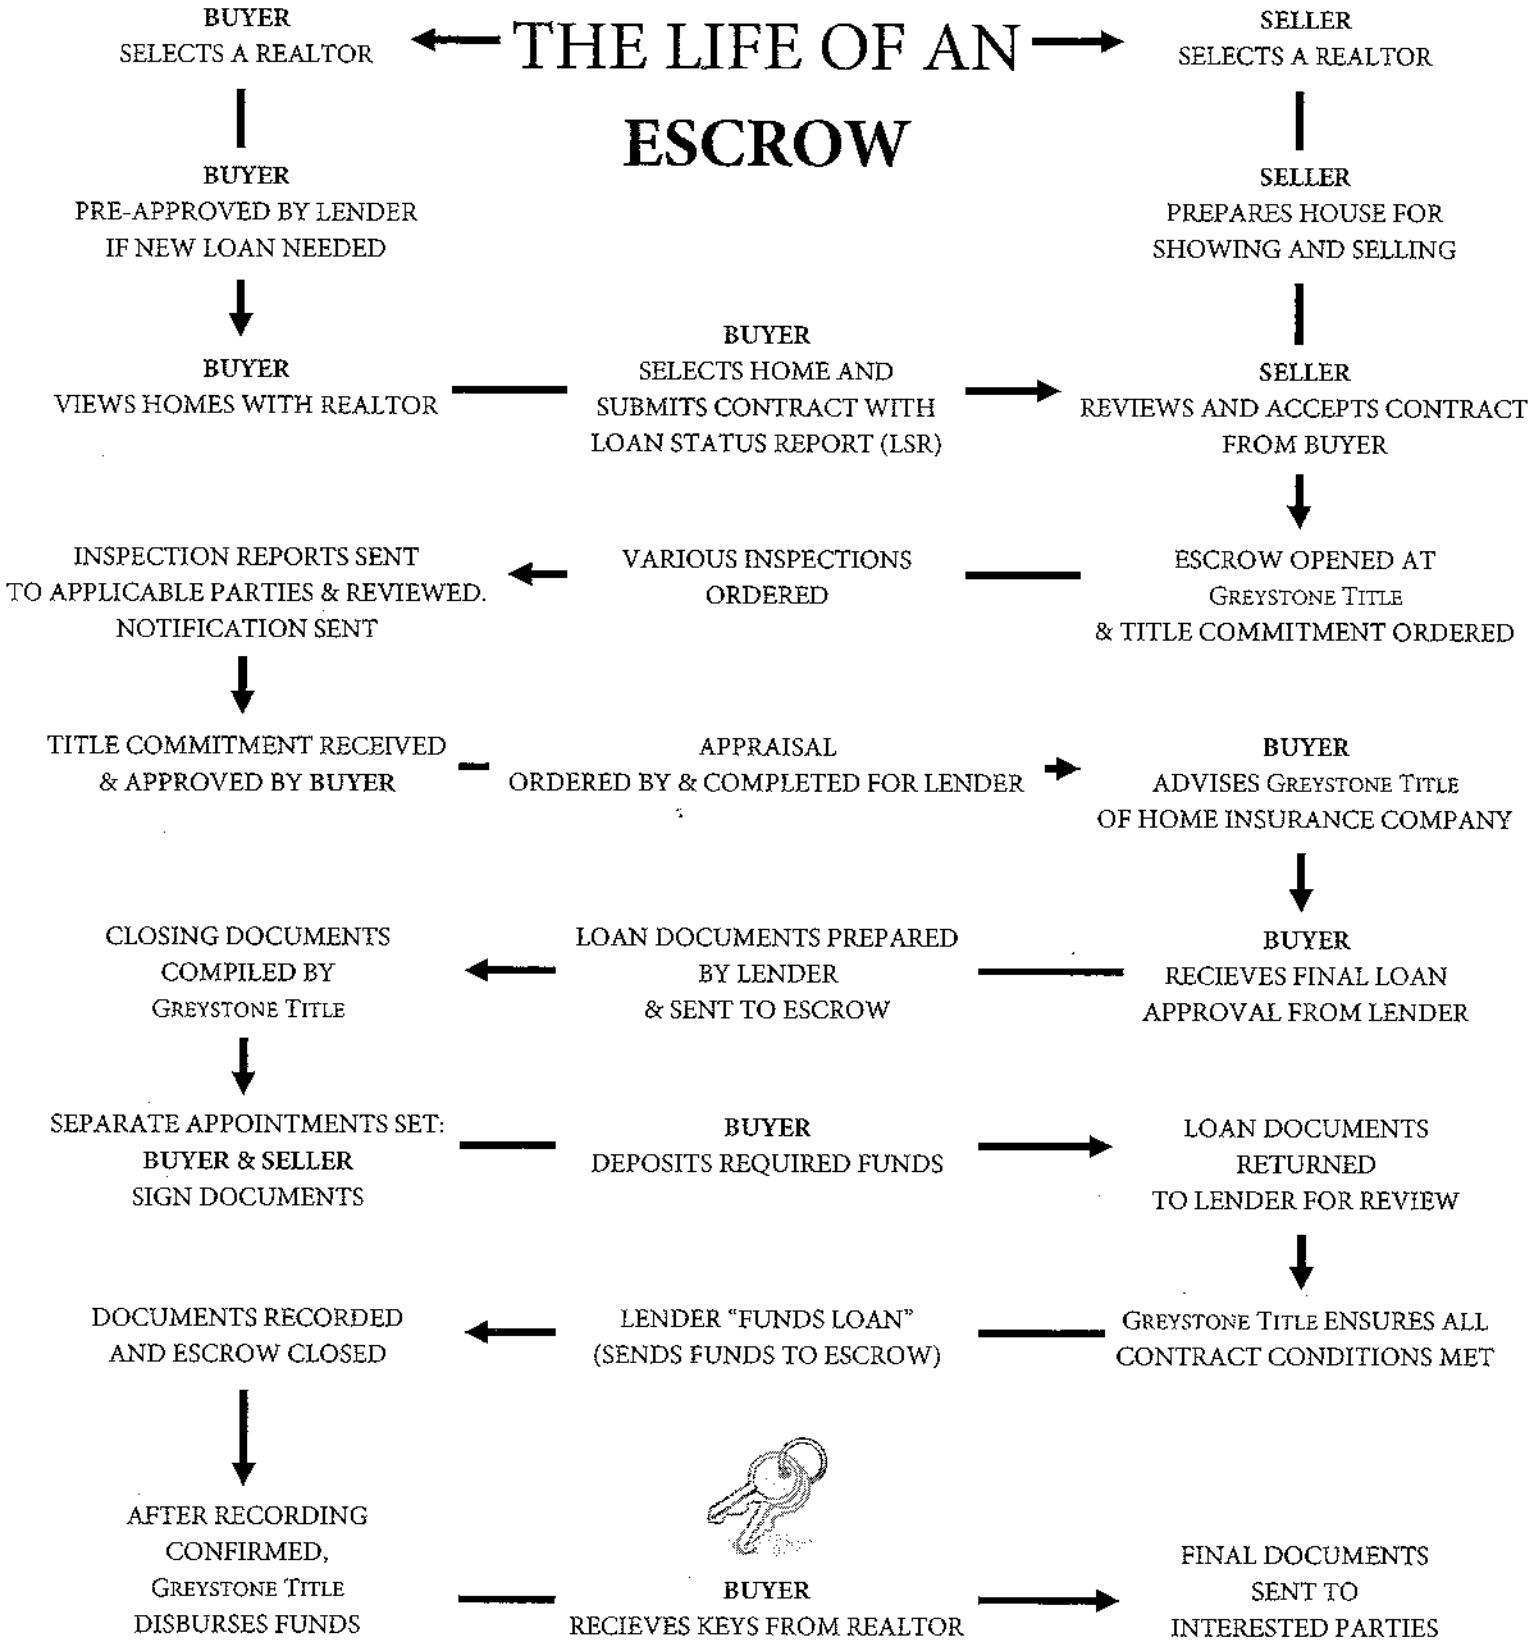 BUYER
SELECTS A REALTOR
THE LIFE OF AN
ESCROW
SELLER
SELECTS A REALTOR
BUYER
PRE-APPROVED BY LENDER
IF NEW LOAN NEEDED
SELLER
PREPARES HOUSE FOR
SHOWING AND SELLING
BUYER
VIEWS HOMES WITH REALTOR
BUYER
SELECTS HOME AND
SUBMITS CONTRACT WITH
LOAN STATUS REPORT (LSR)
SELLER
REVIEWS AND ACCEPTS CONTRACT
FROM BUYER
ESCROW OPENED AT
GREYSTONE TITLE
& TITLE COMMITMENT ORDERED
VARIOUS INSPECTIONS
ORDERED
INSPECTION REPORTS SENT
TO APPLICABLE PARTIES & REVIEWED.
NOTIFICATION SENT
TITLE COMMITMENT RECEIVED
& APPROVED BY BUYER
APPRAISAL
ORDERED BY & COMPLETED FOR LENDER
BUYER
ADVISES GREYSTONE TITLE
OF HOME INSURANCE COMPANY
BUYER
RECIEVES FINAL LOAN
APPROVAL FROM LENDER
LOAN DOCUMENTS PREPARED
BY LENDER
& SENT TO ESCROW
CLOSING DOCUMENTS
COMPILED BY
GREYSTONE TITLE
SEPARATE APPOINTMENTS SET:
BUYER & SELLER
SIGN DOCUMENTS
BUYER
DEPOSITS REQUIRED FUNDS
LOAN DOCUMENTS
RETURNED
TO LENDER FOR REVIEW
GREYSTONE TITLE ENSURES ALL
CONTRACT CONDITIONS MET
LENDER “FUNDS LOAN”
(SENDS FUNDS TO ESCROW)
DOCUMENTS RECORDED
AND ESCROW CLOSED
AFTER RECORDING
CONFIRMED,
GREYSTONE TITLE
DISBURSES FUNDS
BUYER
RECIEVES KEYS FROM REALTOR
FINAL DOCUMENTS
SENT TO
INTERESTED PARTIES